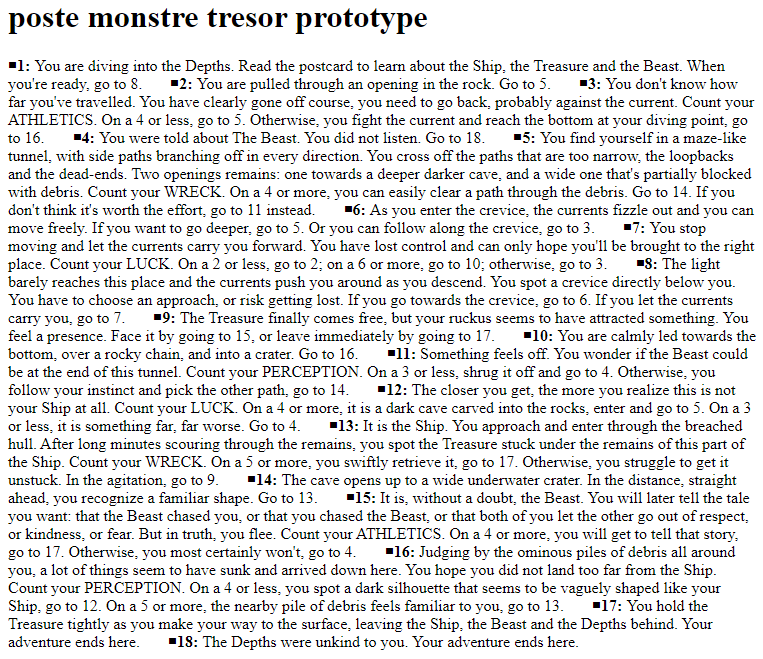 poste monstre tresor prototype
▪1: You are diving into the Depths. Read the postcard to learn about the Ship, the Treasure and the Beast. When
you're ready, go to 8. ▪2: You are pulled through an opening in the rock. Go to 5. ▪3: You don't know how
far you've travelled. You have clearly gone off course, you need to go back, probably against the current. Count your
ATHLETICS. On a 4 or less, go to 5. Otherwise, you fight the current and reach the bottom at your diving point, go
to 16. ▪4: You were told about The Beast. You did not listen. Go to 18. ▪5: You find yourself in a maze-like
tunnel, with side paths branching off in every direction. You cross off the paths that are too narrow, the loopbacks
and the dead-ends. Two openings remains: one towards a deeper darker cave, and a wide one that's partially blocked
with debris. Count your WRECK. On a 4 or more, you can easily clear a path through the debris. Go to 14. If you
don't think it's worth the effort, go to 11 instead. ▪6: As you enter the crevice, the currents fizzle out and you can
move freely. If you want to go deeper, go to 5. Or you can follow along the crevice, go to 3. ▪7: You stop
moving and let the currents carry you forward. You have lost control and can only hope you'll be brought to the right
place. Count your LUCK. On a 2 or less, go to 2; on a 6 or more, go to 10; otherwise, go to 3. ▪8: The light
barely reaches this place and the currents push you around as you descend. You spot a crevice directly below you.
You have to choose an approach, or risk getting lost. If you go towards the crevice, go to 6. If you let the currents
carry you, go to 7. ▪9: The Treasure finally comes free, but your ruckus seems to have attracted something. You
feel a presence. Face it by going to 15, or leave immediately by going to 17. ▪10: You are calmly led towards the
bottom, over a rocky chain, and into a crater. Go to 16. ▪11: Something feels off. You wonder if the Beast could
be at the end of this tunnel. Count your PERCEPTION. On a 3 or less, shrug it off and go to 4. Otherwise, you
follow your instinct and pick the other path, go to 14. ▪12: The closer you get, the more you realize this is not
your Ship at all. Count your LUCK. On a 4 or more, it is a dark cave carved into the rocks, enter and go to 5. On a 3
or less, it is something far, far worse. Go to 4. ▪13: It is the Ship. You approach and enter through the breached
hull. After long minutes scouring through the remains, you spot the Treasure stuck under the remains of this part of
the Ship. Count your WRECK. On a 5 or more, you swiftly retrieve it, go to 17. Otherwise, you struggle to get it
unstuck. In the agitation, go to 9. ▪14: The cave opens up to a wide underwater crater. In the distance, straight
ahead, you recognize a familiar shape. Go to 13. ▪15: It is, without a doubt, the Beast. You will later tell the tale
you want: that the Beast chased you, or that you chased the Beast, or that both of you let the other go out of respect,
or kindness, or fear. But in truth, you flee. Count your ATHLETICS. On a 4 or more, you will get to tell that story,
go to 17. Otherwise, you most certainly won't, go to 4. ▪16: Judging by the ominous piles of debris all around
you, a lot of things seem to have sunk and arrived down here. You hope you did not land too far from the Ship.
Count your PERCEPTION. On a 4 or less, you spot a dark silhouette that seems to be vaguely shaped like your
Ship, go to 12. On a 5 or more, the nearby pile of debris feels familiar to you, go to 13. ▪17: You hold the
Treasure tightly as you make your way to the surface, leaving the Ship, the Beast and the Depths behind. Your
adventure ends here. ▪18: The Depths were unkind to you. Your adventure ends here.